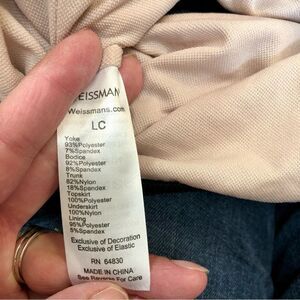 WEISSMAN
Weissmans.com
LC
Yoke
93%Polyester
7%Spandex
Bodice
92%Polyester
8%Spandex
Trunk
82%Nylon
18%Spandex
Topskirt
100%Polyester
Underskirt
100%Nylon
Lining
95%Polyester
5%Spandex
Exclusive of Decoration
Exclusive of Elastic
RN 64830
MADE IN CHINA
See Reverse For Care